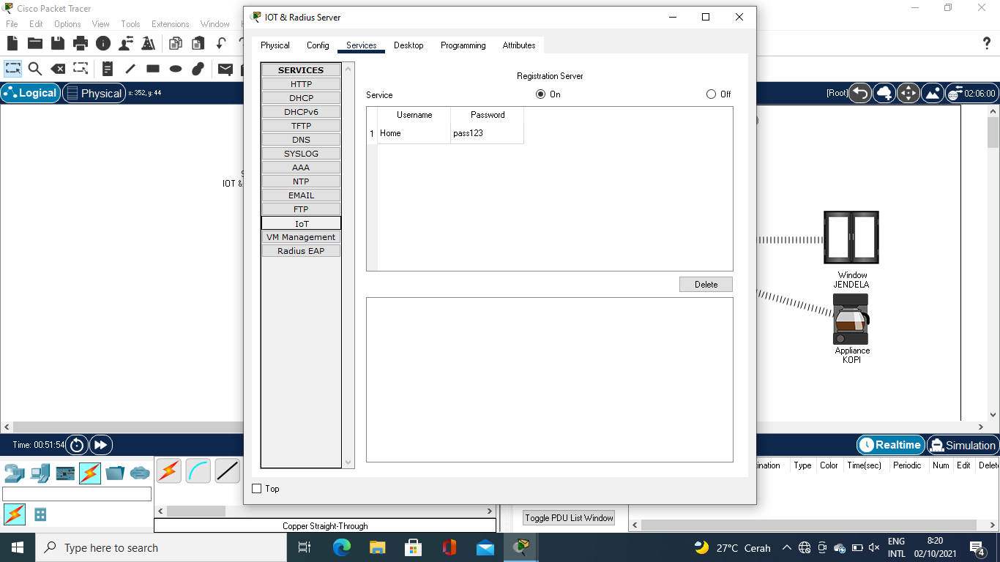 Cisco Packet Tracer
File Edit Options View Tools Extensions Window
IOT & Radius Server
Physical Config Services Desktop Programming Attributes
Logical
Physical
x: 352, y: 44
[Root]
02:06:00
IOT &
SERVICES
HTTP
DHCP
DHCPv6
TFTP
DNS
SYSLOG
AAA
NTP
EMAIL
FTP
IoT
VM Management
Radius EAP
Registration Server
Service On Off
Username Password
1 Home pass123
Delete
Top
Window
JENDELA
Appliance
KOPI
Time: 00:51:54
Realtime
Simulation
Type Color Time(sec) Periodic Num Edit
Toggle PDU List Window
Copper Straight-Through
Type here to search
27°C Cerah
ENG
INTL
8:20
02/10/2021
4